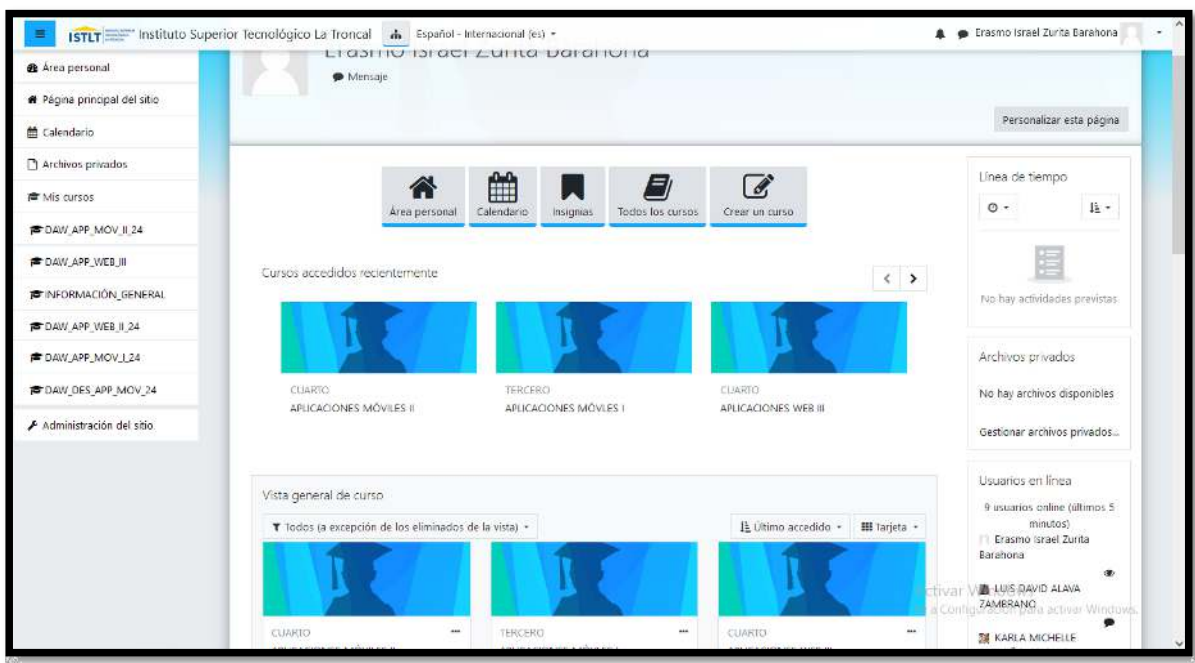 ISTLT Instituto Superior Tecnológico La Troncal Español - Internacional (es) Erasmo Israel Zurita Barahona
Área personal
Página principal del sitio
Calendario
Archivos privados
Mis cursos
DAW_APP_MOV_II_24
DAW_APP_WEB_III
INFORMACIÓN_GENERAL
DAW_APP_WEB_II_24
DAW_APP_MOV_I_24
DAW_DES_APP_MOV_24
Administración del sitio
Erasmo Israel Zurita Barahona
Mensaje
Personalizar esta página
Área personal Calendario Insignias Todos los cursos Crear un curso
Cursos accedidos recientemente
CUARTO
APLICACIONES MÓVILES II
TERCERO
APLICACIONES MÓVLES I
CUARTO
APLICACIONES WEB III
Vista general de curso
Todos (a excepción de los eliminados de la vista) Último accedido Tarjeta
CUARTO
TERCERO
CUARTO
Línea de tiempo
No hay actividades previstas
Archivos privados
No hay archivos disponibles
Gestionar archivos privados...
Usuarios en línea
9 usuarios online (últimos 5
minutos)
Erasmo Israel Zurita
Barahona
LUIS DAVID ALAVA
ZAMBRANO
KARLA MICHELLE